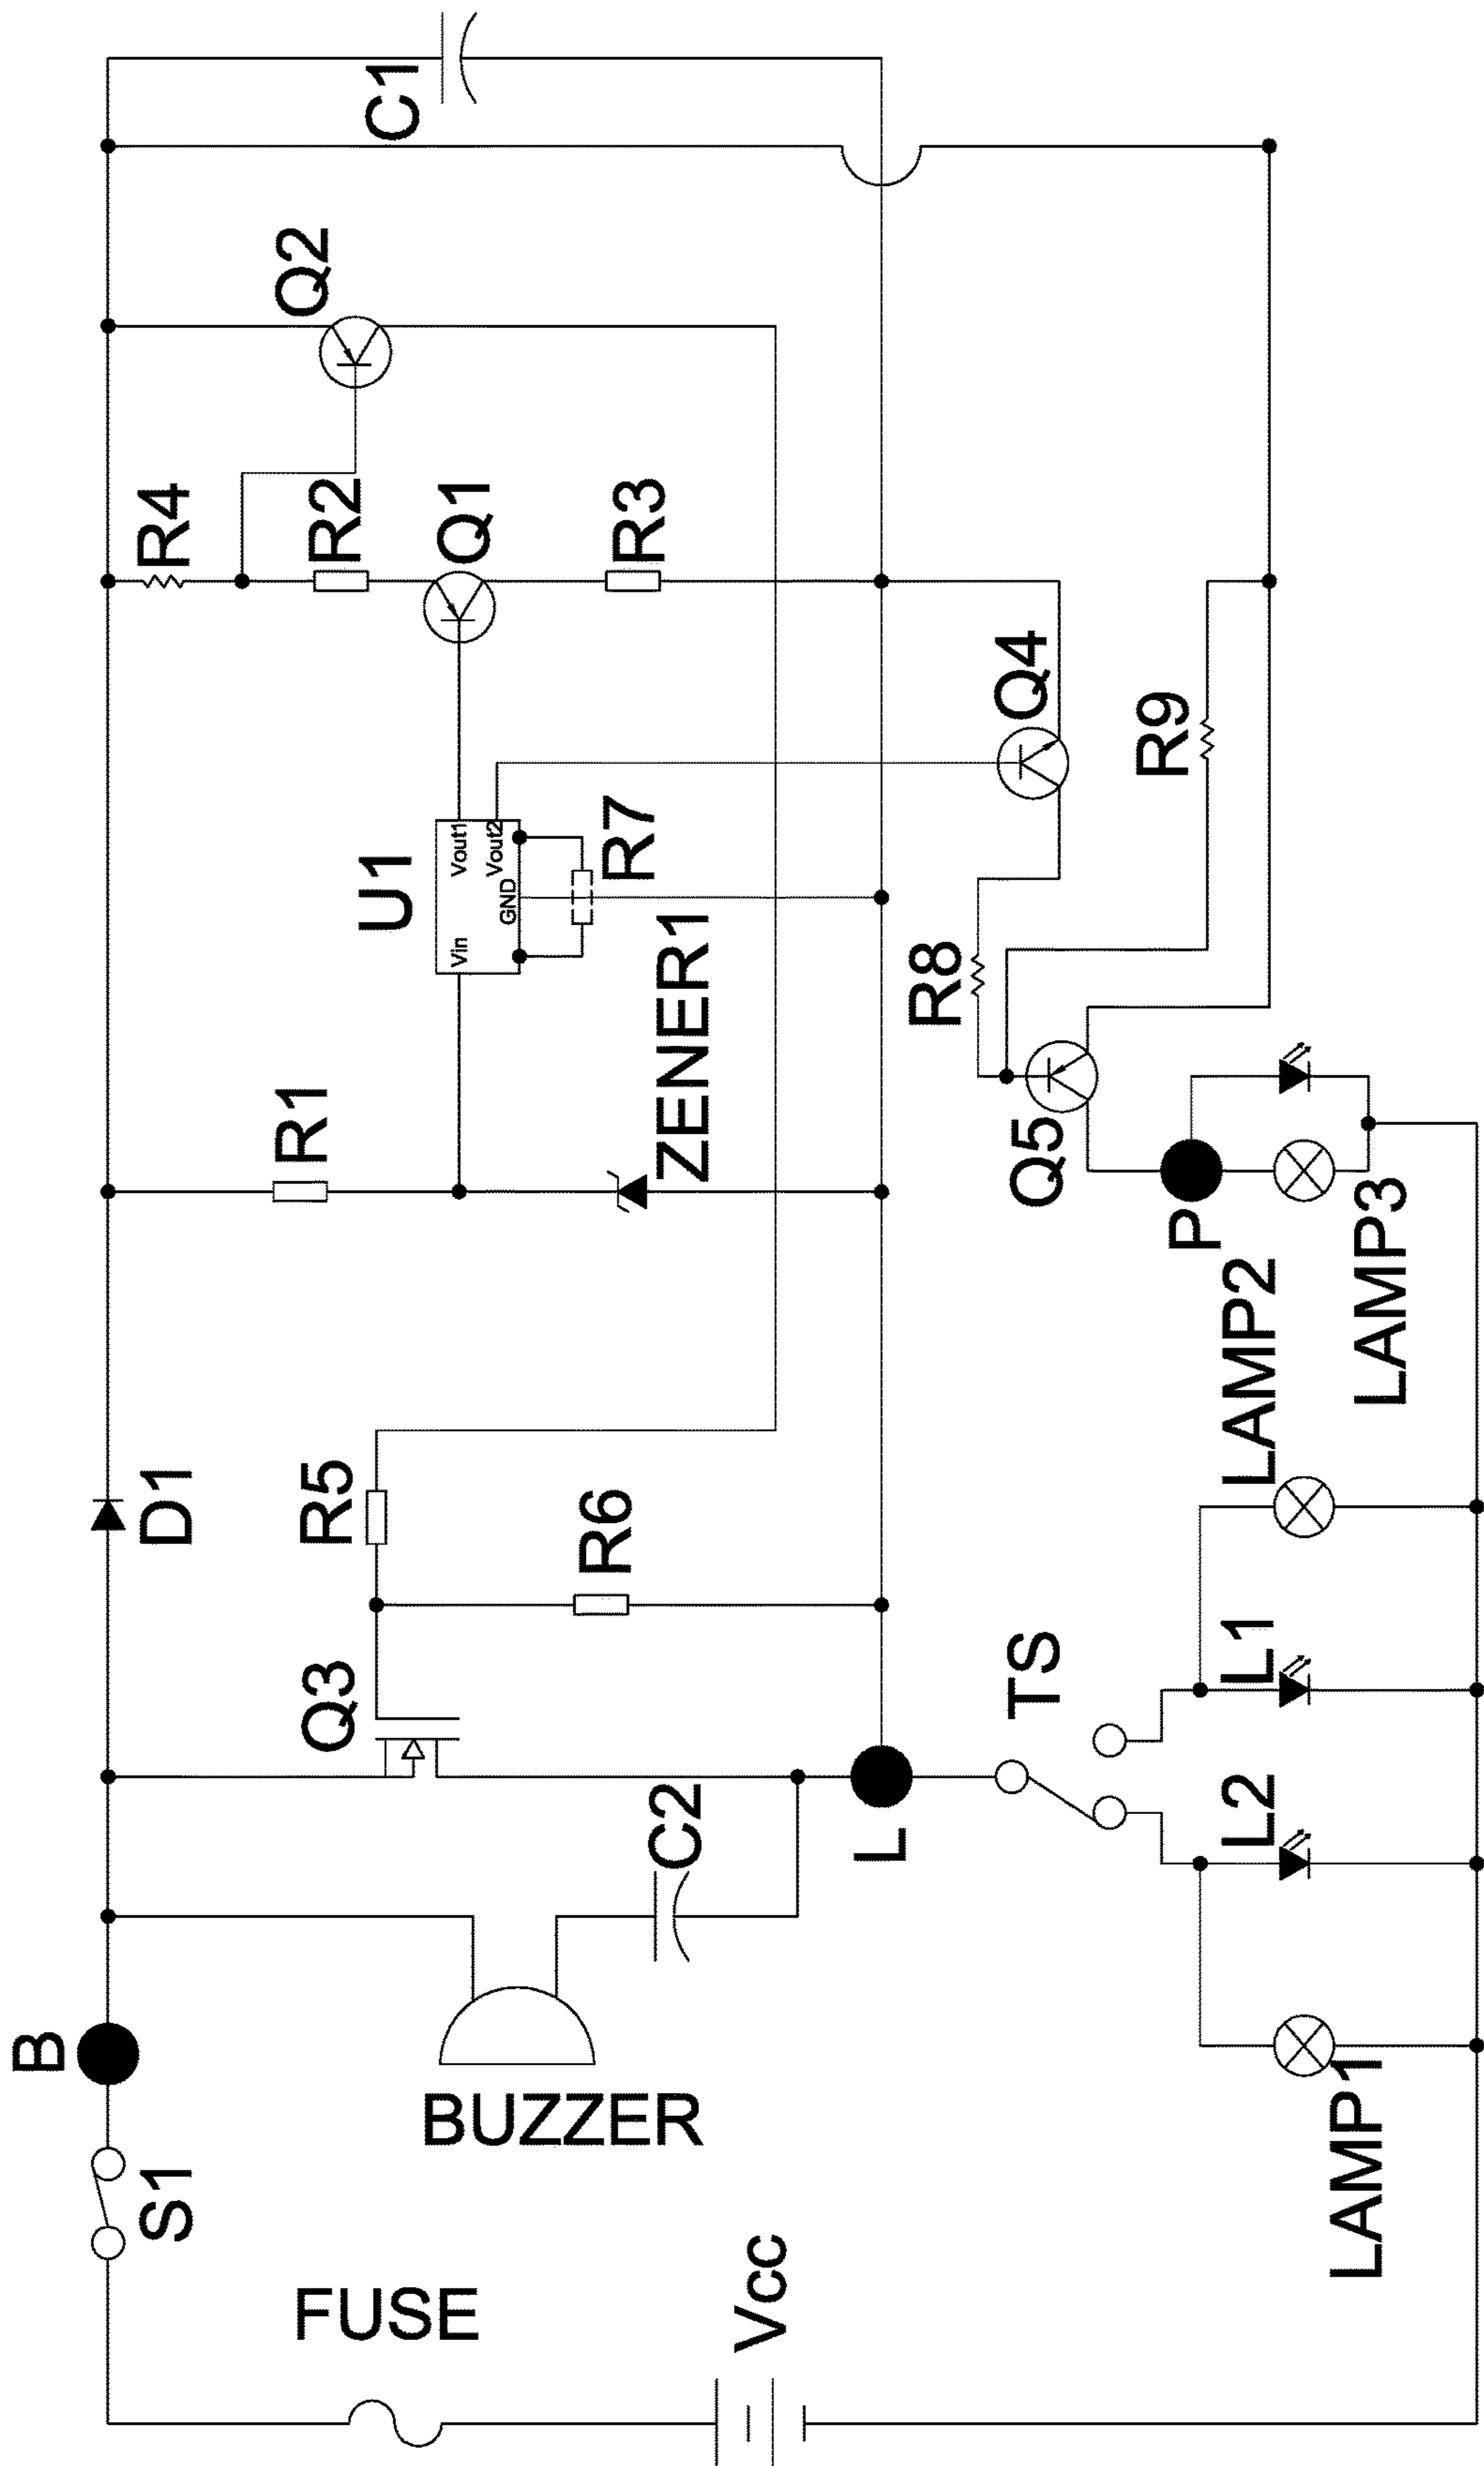 B
S1
FUSE
Vcc
BUZZER
C2
Q3
D1
R5
R6
L
TS
L2
L1
LAMP1
LAMP2
R1
ZENER1
U1
Vin
GND
Vout1
Vout2
R7
R4
R2
Q1
R3
Q2
C1
Q4
R8
R9
Q5
P
LAMP3